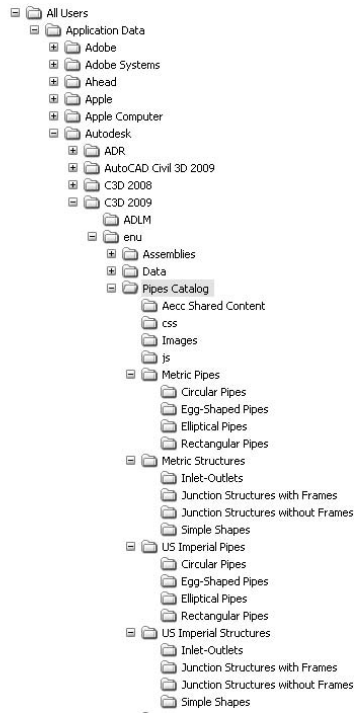 All Users
Application Data
Adobe
Adobe Systems
Ahead
Apple
Apple Computer
Autodesk
ADR
AutoCAD Civil 3D 2009
C3D 2008
C3D 2009
ADLM
enu
Assemblies
Data
Pipes Catalog
Aecc Shared Content
css
Images
js
Metric Pipes
Circular Pipes
Egg-Shaped Pipes
Elliptical Pipes
Rectangular Pipes
Metric Structures
Inlet-Outlets
Junction Structures with Frames
Junction Structures without Frames
Simple Shapes
US Imperial Pipes
Circular Pipes
Egg-Shaped Pipes
Elliptical Pipes
Rectangular Pipes
US Imperial Structures
Inlet-Outlets
Junction Structures with Frames
Junction Structures without Frames
Simple Shapes